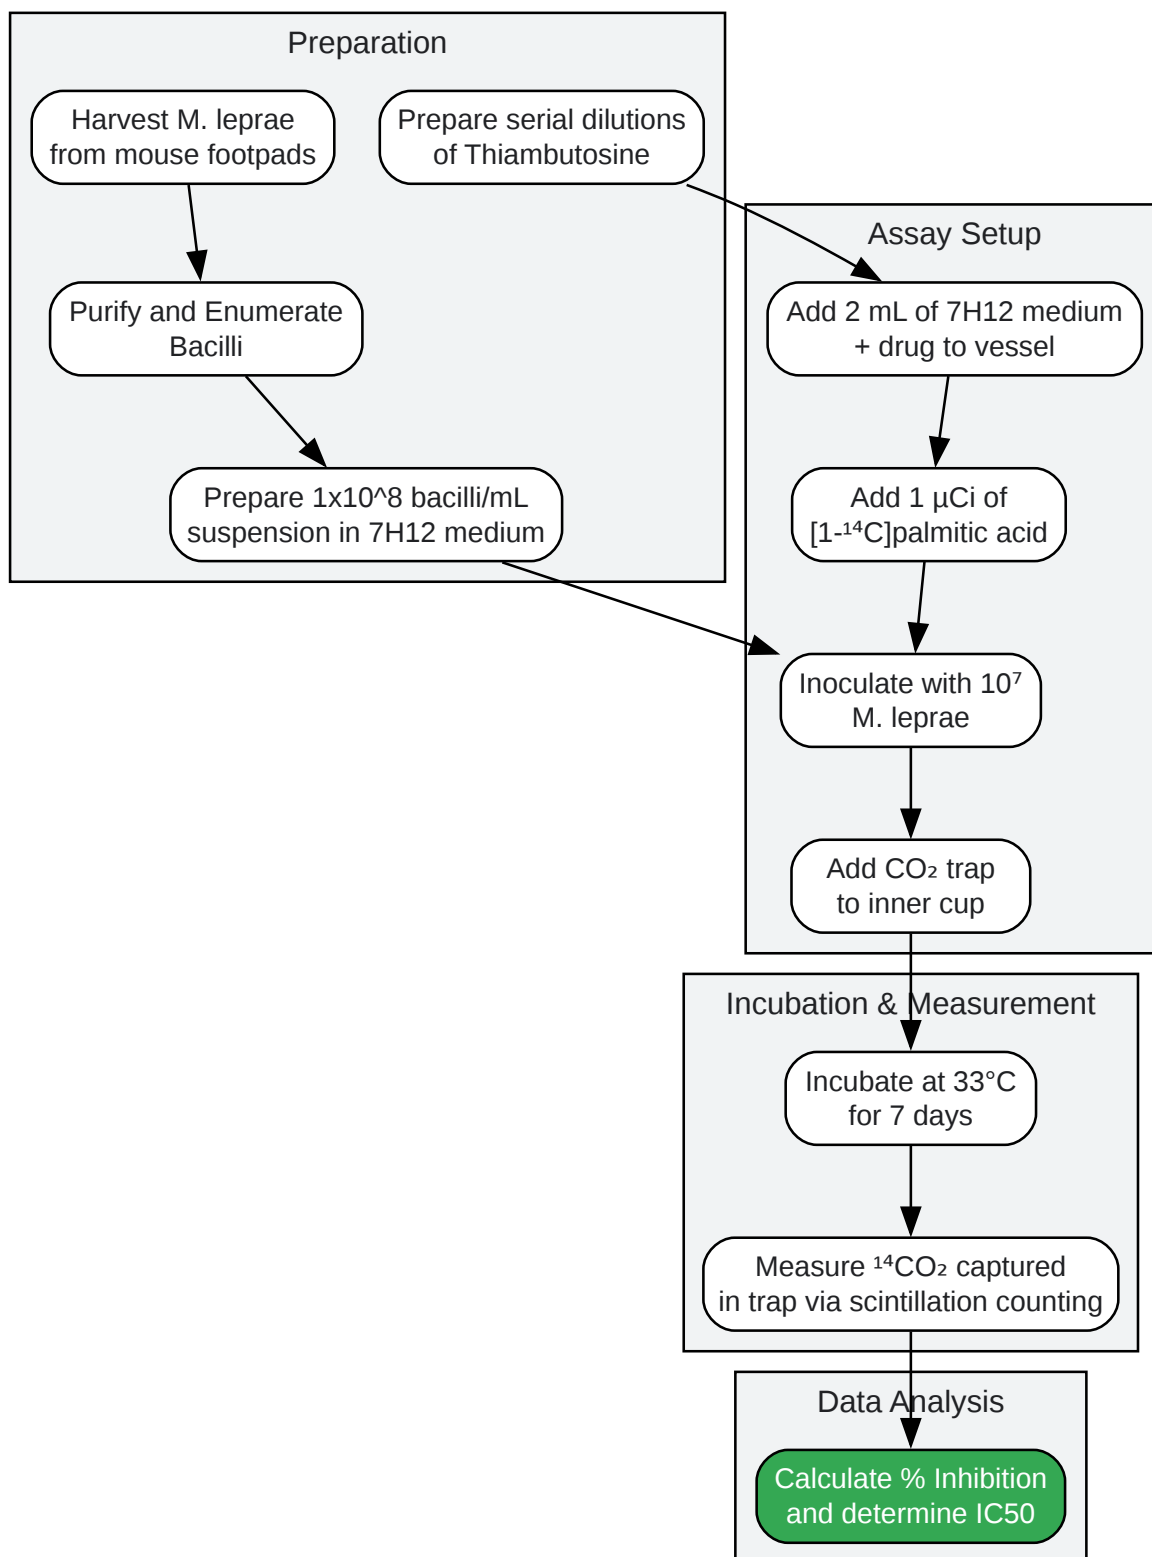 Preparation
Harvest M. leprae
from mouse footpads
Prepare serial dilutions
of Thiambutosine
Purify and Enumerate
Bacilli
Prepare 1x10^8 bacilli/mL
suspension in 7H12 medium
Assay Setup
Add 2 mL of 7H12 medium
+ drug to vessel
Add 1 µCi of
[1-¹⁴C]palmitic acid
Inoculate with 10⁷
M. leprae
Add CO₂ trap
to inner cup
Incubation & Measurement
Incubate at 33°C
for 7 days
Measure ¹⁴CO₂ captured
in trap via scintillation counting
Data Analysis
Calculate % Inhibition
and determine IC50